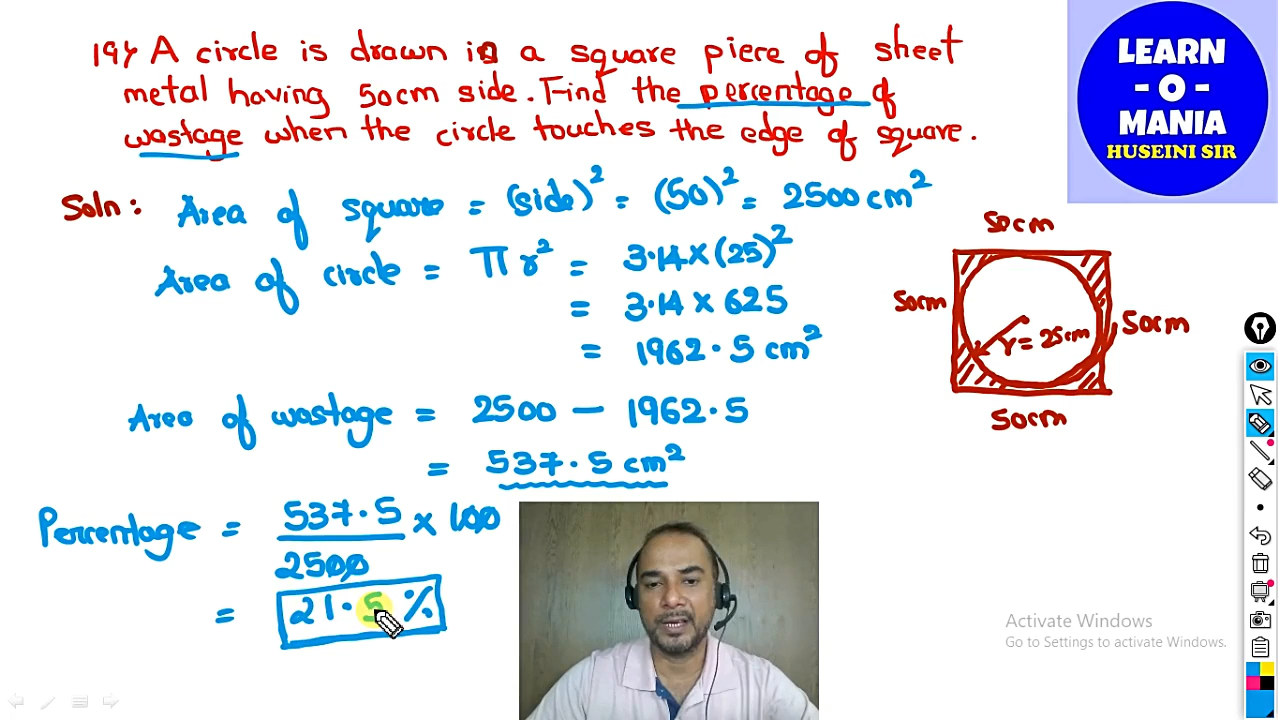 19) A circle is drawn in a square piece of sheet
metal having 50cm side. Find the percentage of
wastage when the circle touches the edge of square.
LEARN
- O -
MANIA
HUSEINI SIR
Soln: Area of square = (side)² = (50)² = 2500 cm²
Area of circle = πr² = 3.14 × (25)²
= 3.14 × 625
= 1962.5 cm²
Area of wastage = 2500 - 1962.5
= 537.5 cm²
Percentage = 537.5 × 100
2500
= 21.5 %
50cm
50cm
50cm
r = 25cm
50cm
Activate Windows
Go to Settings to activate Windows.